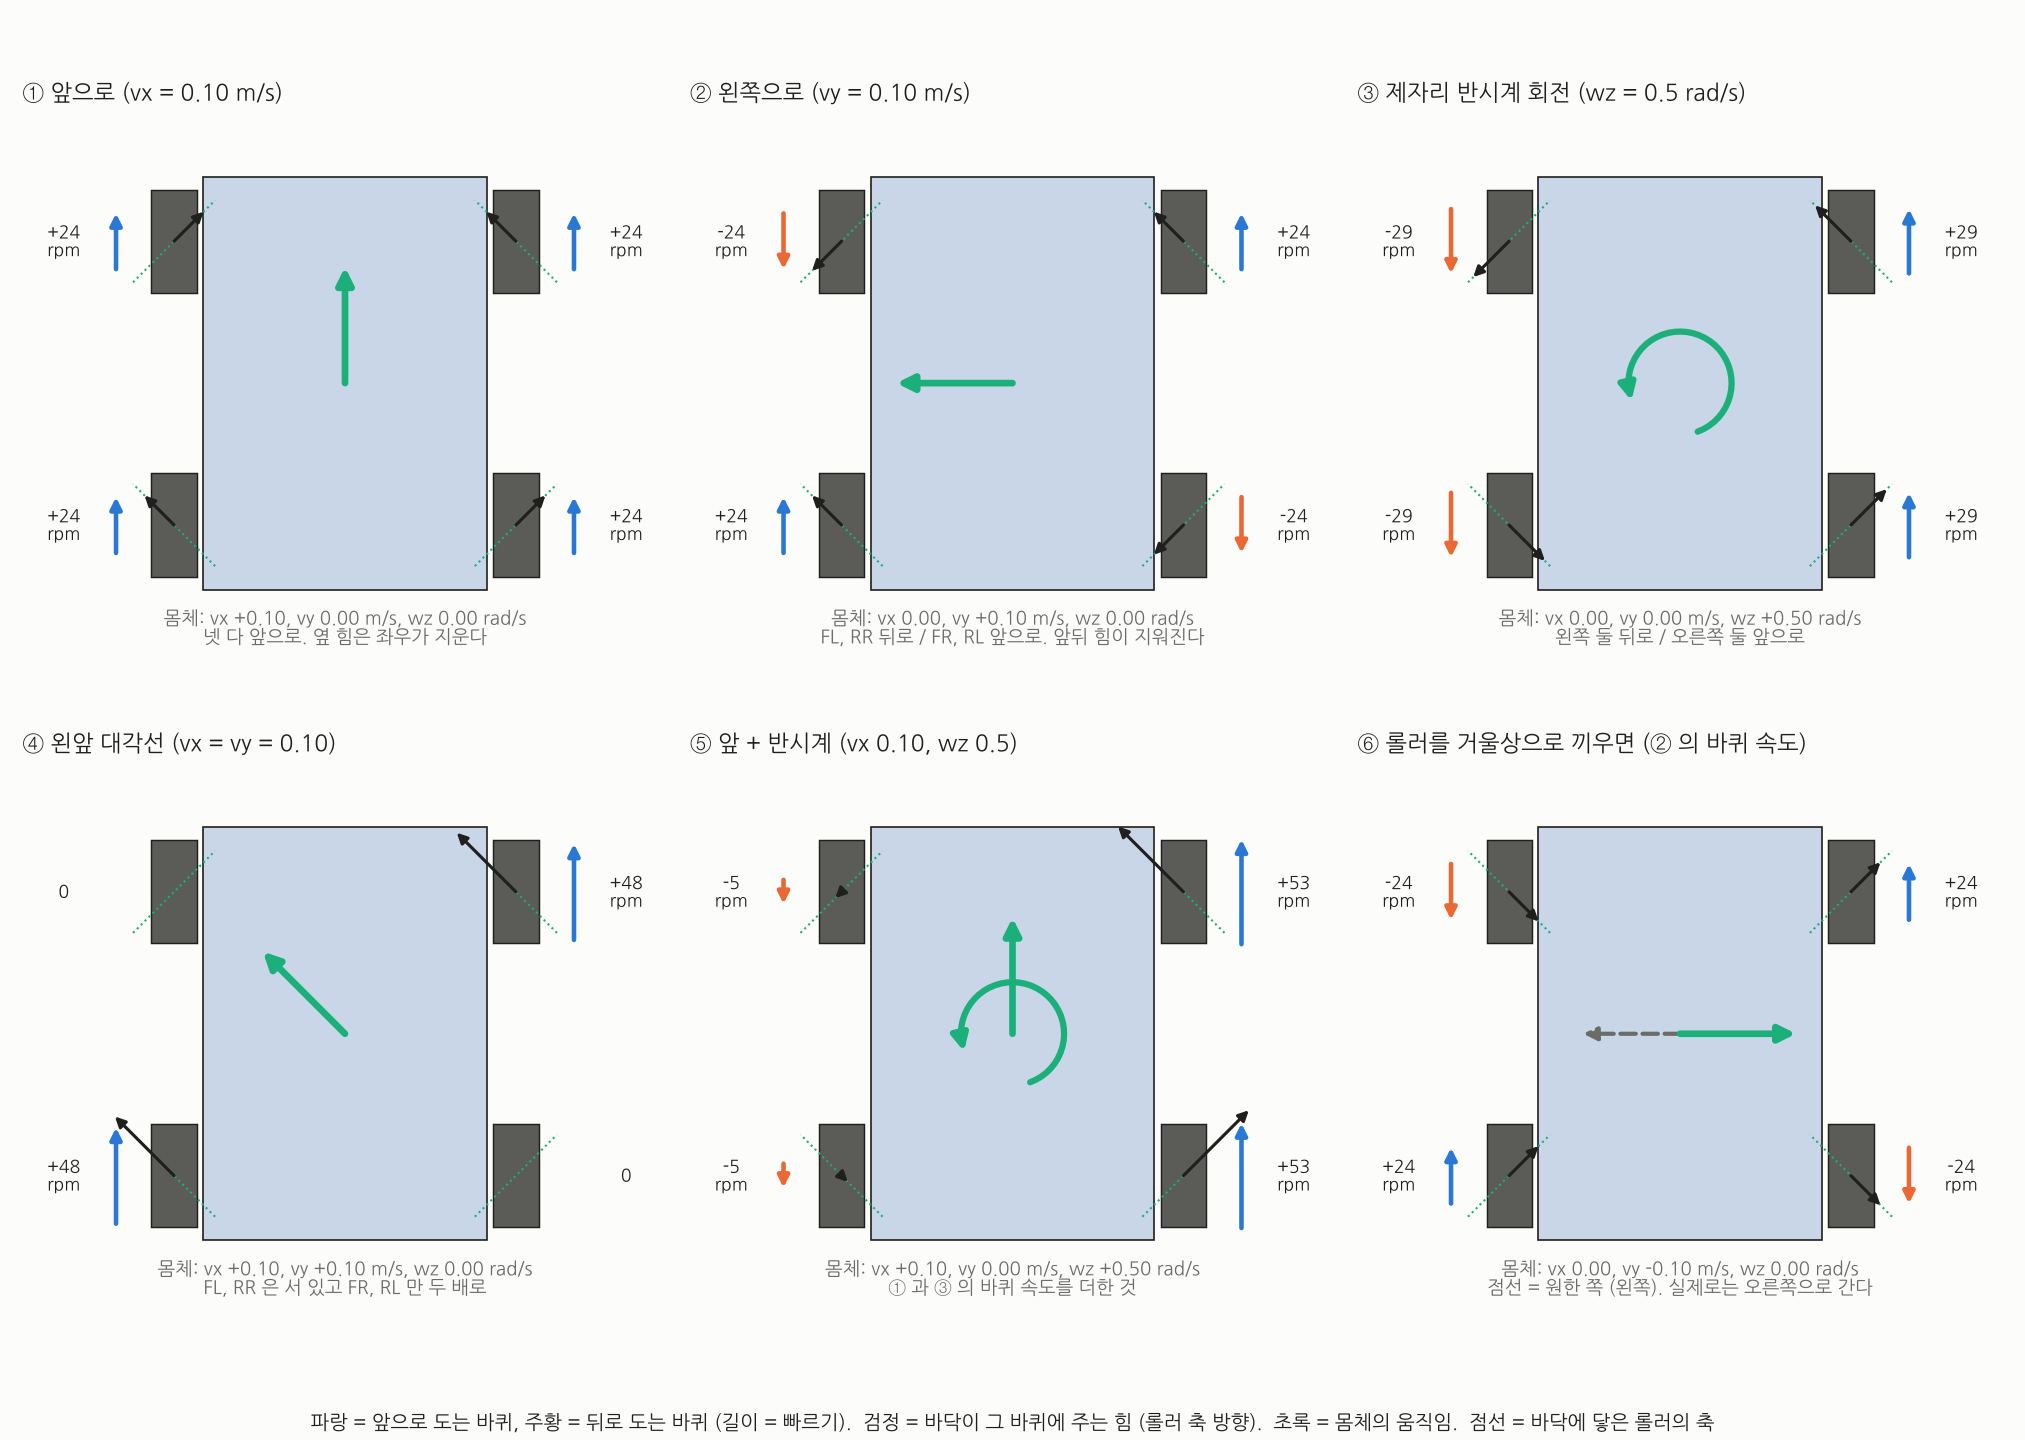 ① 앞으로 (vx = 0.10 m/s)
② 왼쪽으로 (vy = 0.10 m/s)
③ 제자리 반시계 회전 (wz = 0.5 rad/s)
+24
rpm
+24
rpm
-24
rpm
+24
rpm
-29
rpm
+29
rpm
+24
rpm
+24
rpm
+24
rpm
-24
rpm
-29
rpm
+29
rpm
몸체: vx +0.10, vy 0.00 m/s, wz 0.00 rad/s
넷 다 앞으로. 옆 힘은 좌우가 지운다
몸체: vx 0.00, vy +0.10 m/s, wz 0.00 rad/s
FL, RR 뒤로 / FR, RL 앞으로. 앞뒤 힘이 지워진다
몸체: vx 0.00, vy 0.00 m/s, wz +0.50 rad/s
왼쪽 둘 뒤로 / 오른쪽 둘 앞으로
④ 왼앞 대각선 (vx = vy = 0.10)
⑤ 앞 + 반시계 (vx 0.10, wz 0.5)
⑥ 롤러를 거울상으로 끼우면 (② 의 바퀴 속도)
0
+48
rpm
-5
rpm
+53
rpm
-24
rpm
+24
rpm
+48
rpm
0
-5
rpm
+53
rpm
+24
rpm
-24
rpm
몸체: vx +0.10, vy +0.10 m/s, wz 0.00 rad/s
FL, RR 은 서 있고 FR, RL 만 두 배로
몸체: vx +0.10, vy 0.00 m/s, wz +0.50 rad/s
① 과 ③ 의 바퀴 속도를 더한 것
몸체: vx 0.00, vy -0.10 m/s, wz 0.00 rad/s
점선 = 원한 쪽 (왼쪽). 실제로는 오른쪽으로 간다
파랑 = 앞으로 도는 바퀴, 주황 = 뒤로 도는 바퀴 (길이 = 빠르기).  검정 = 바닥이 그 바퀴에 주는 힘 (롤러 축 방향).  초록 = 몸체의 움직임.  점선 = 바닥에 닿은 롤러의 축